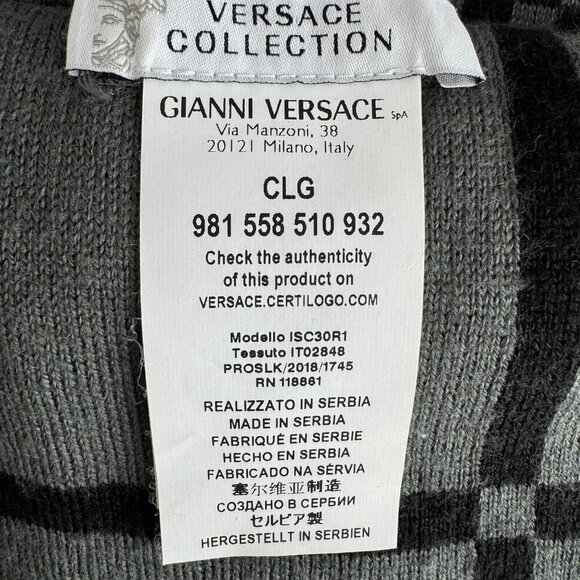 VERSACE
COLLECTION
GIANNI VERSACE SpA
Via Manzoni, 38
20121 Milano, Italy
CLG
981 558 510 932
Check the authenticity
of this product on
VERSACE.CERTILOGO.COM
Modello ISC30R1
Tessuto IT02848
PROSLK/2018/1745
RN 118861
REALIZZATO IN SERBIA
MADE IN SERBIA
FABRIQUÉ EN SERBIE
HECHO EN SERBIA
FABRICADO NA SÉRVIA
塞尔维亚制造
СОЗДАНО В СЕРБИИ
セルビア製
HERGESTELLT IN SERBIEN